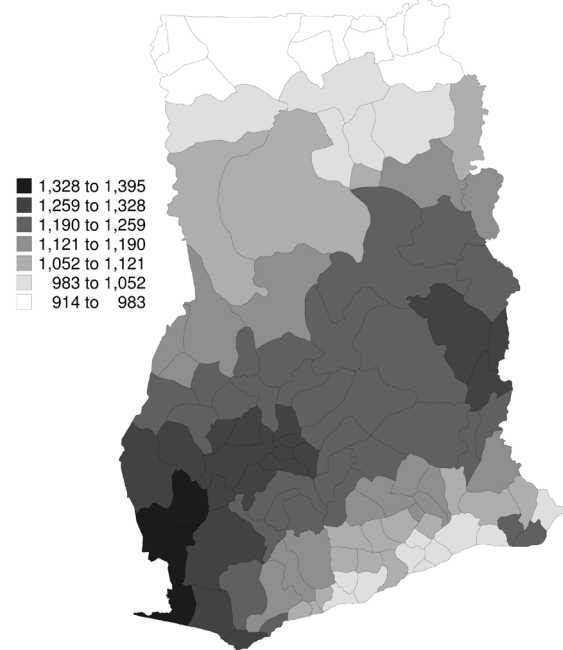 1,328 to 1,395
1,259 to 1,328
1,190 to 1,259
1,121 to 1,190
1,052 to 1,121
983 to 1,052
914 to 983